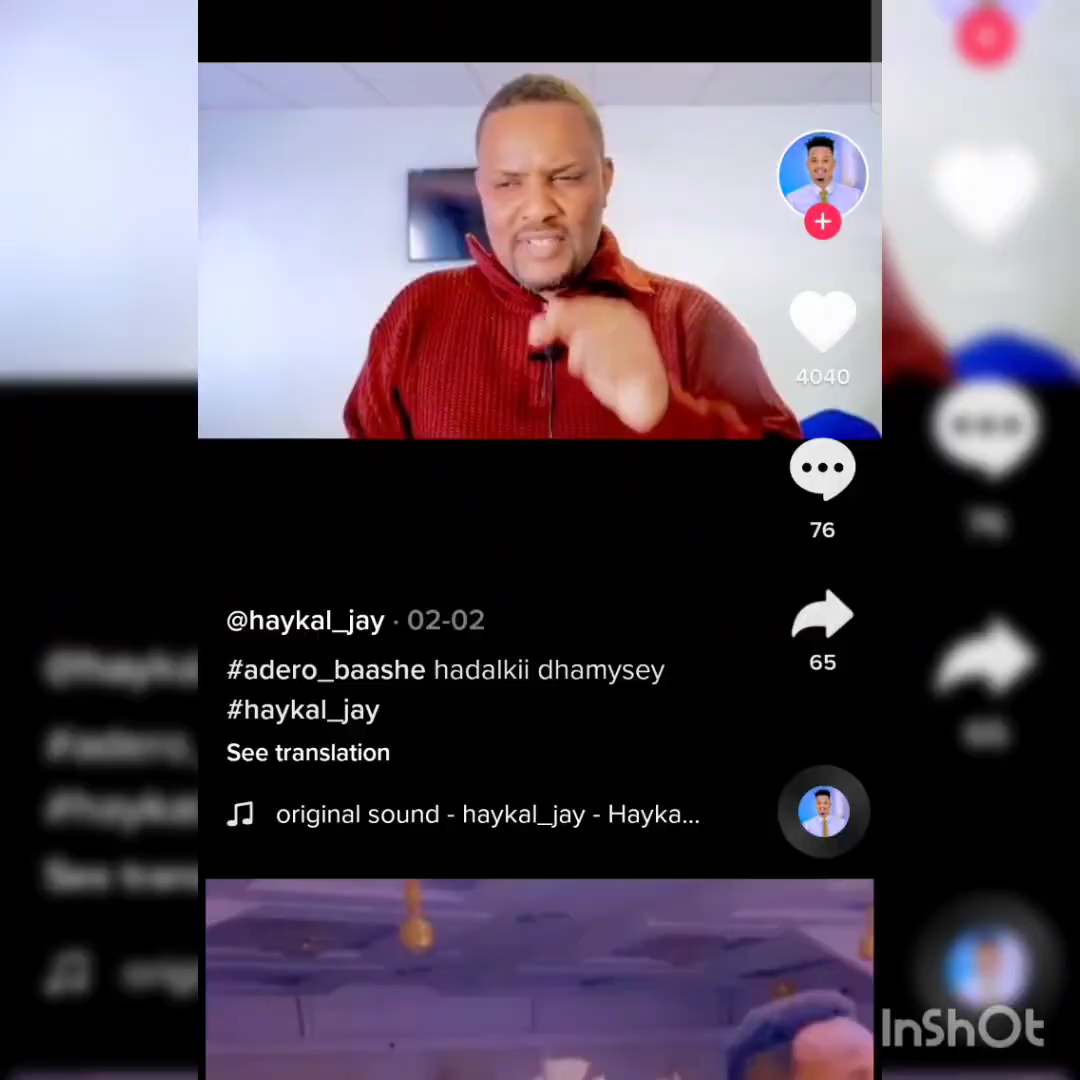 4040
76
65
@haykal_jay · 02-02
#adero_baashe hadalkii dhamysey
#haykal_jay
See translation
original sound - haykal_jay - Hayka...
InShOt